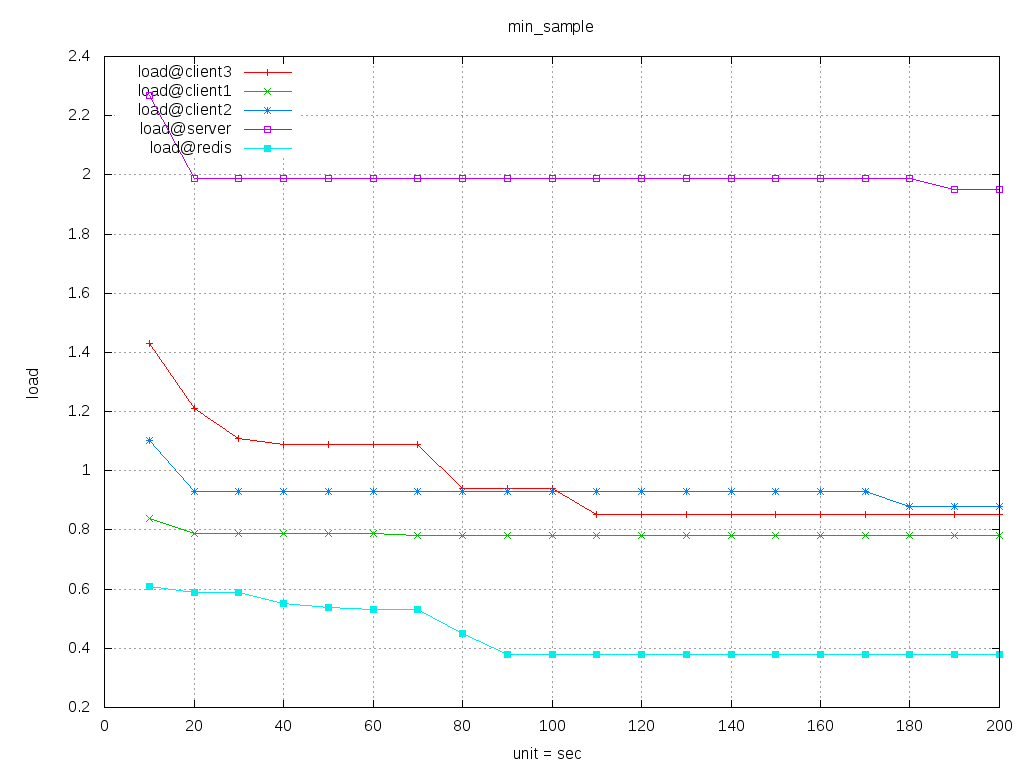 min_sample
2.4
2.2
2
1.8
1.6
1.4
1.2
1
0.8
0.6
0.4
0.2
load
load@client3
load@client1
load@client2
load@server
load@redis
0 20 40 60 80 100 120 140 160 180 200
unit = sec